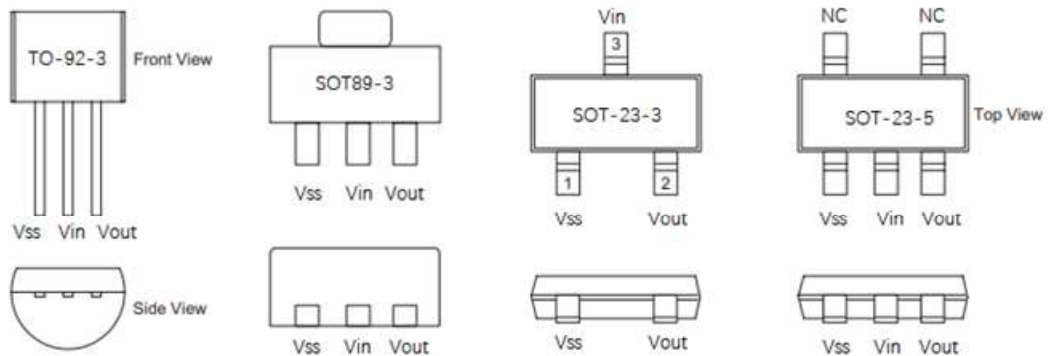 Vin
NC NC
3
TO-92-3 Front View
SOT89-3
SOT-23-3
SOT-23-5 Top View
1 2
Vss Vin Vout
Vss Vin Vout
Vss Vout
Vss Vin Vout
Side View
Vss Vin Vout
Vss Vout
Vss Vin Vout